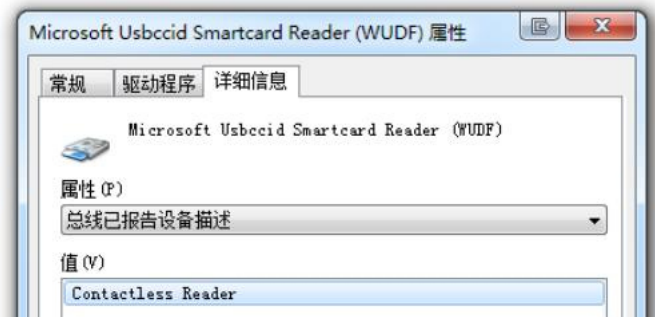 Microsoft Usbccid Smartcard Reader (WUDF) 属性
常规 驱动程序 详细信息
Microsoft Usbccid Smartcard Reader (WUDF)
属性(P)
总线已报告设备描述
值(V)
Contactless Reader